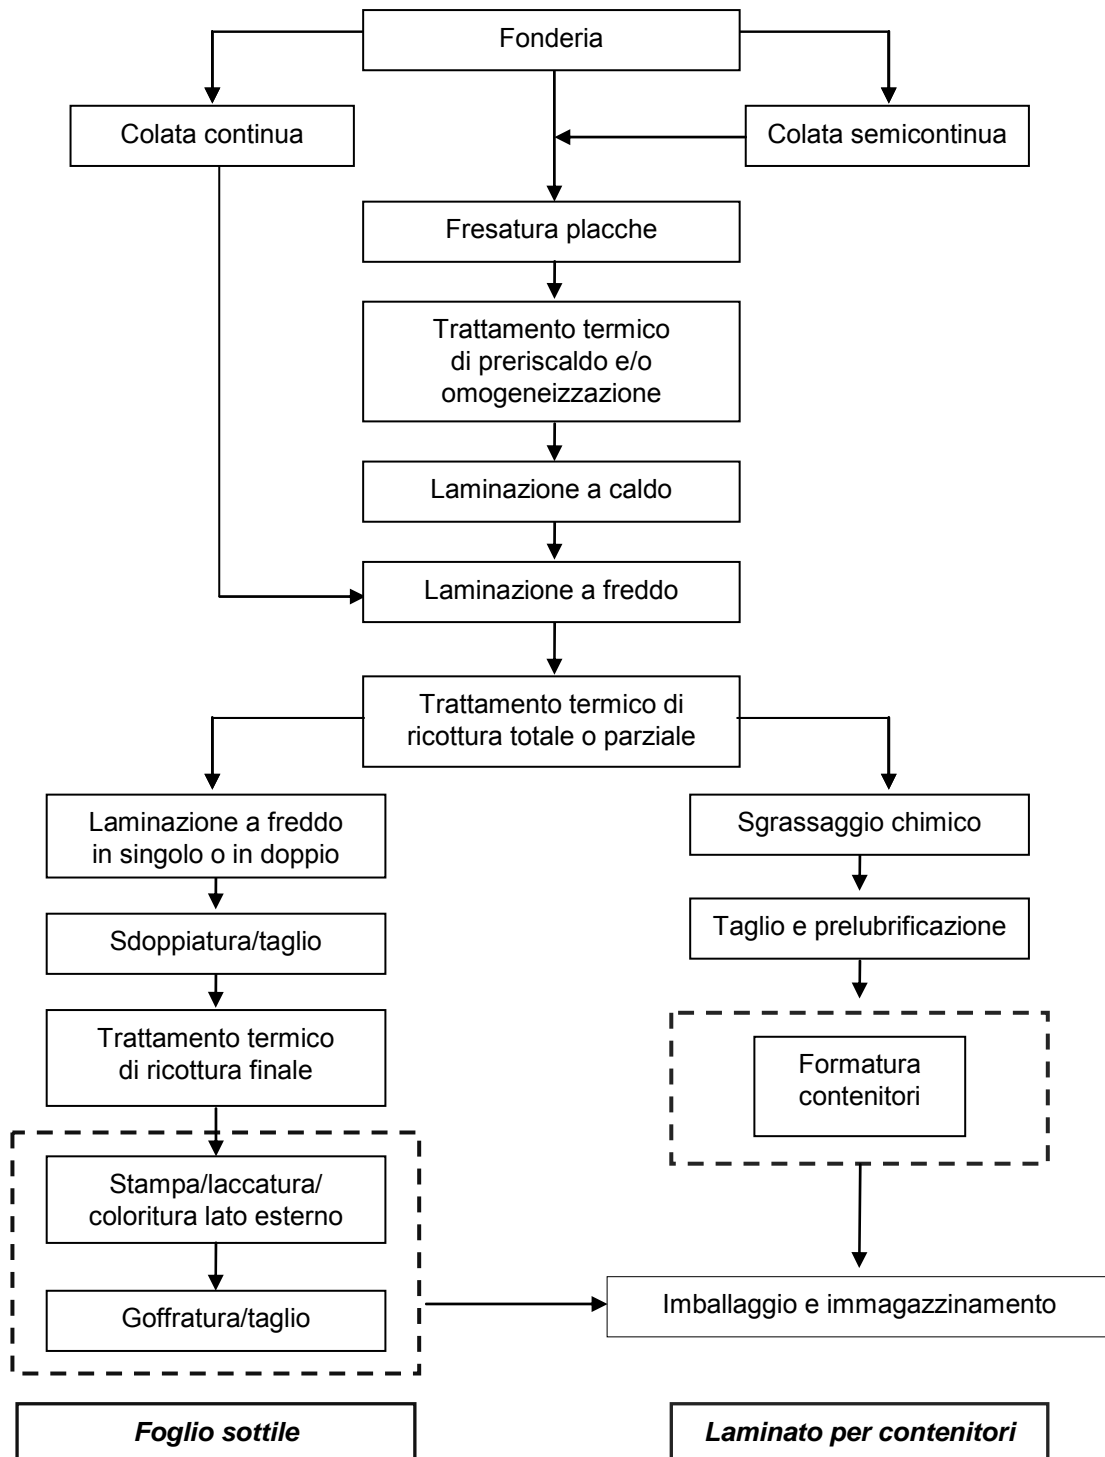 Fonderia
Colata continua
Colata semicontinua
Fresatura placche
Trattamento termico
di preriscaldo e/o
omogeneizzazione
Laminazione a caldo
Laminazione a freddo
Trattamento termico di
ricottura totale o parziale
Laminazione a freddo
in singolo o in doppio
Sdoppiatura/taglio
Trattamento termico
di ricottura finale
Stampa/laccatura/
coloritura lato esterno
Goffratura/taglio
Sgrassaggio chimico
Taglio e prelubrificazione
Formatura
contenitori
Imballaggio e immagazzinamento
Foglio sottile
Laminato per contenitori